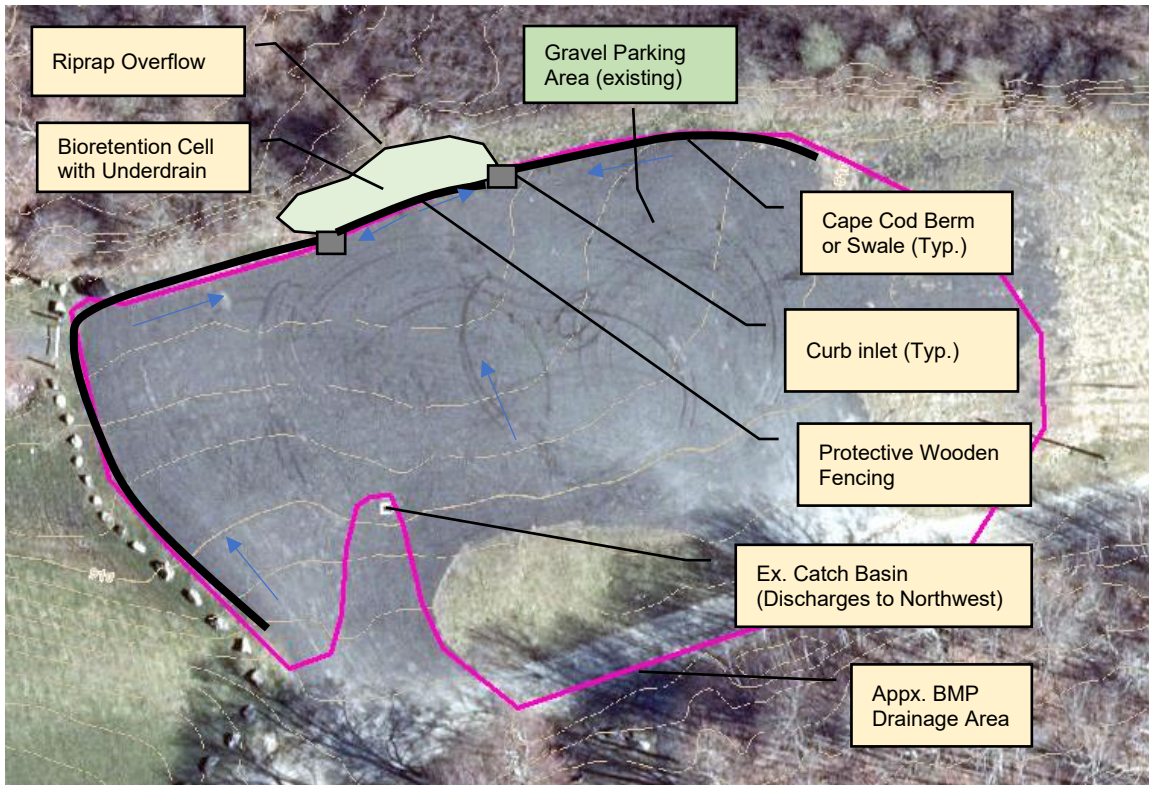 Riprap Overflow
Gravel Parking
Area (existing)
Bioretention Cell
with Underdrain
Cape Cod Berm
or Swale (Typ.)
Curb inlet (Typ.)
Protective Wooden
Fencing
Ex. Catch Basin
(Discharges to Northwest)
Appx. BMP
Drainage Area